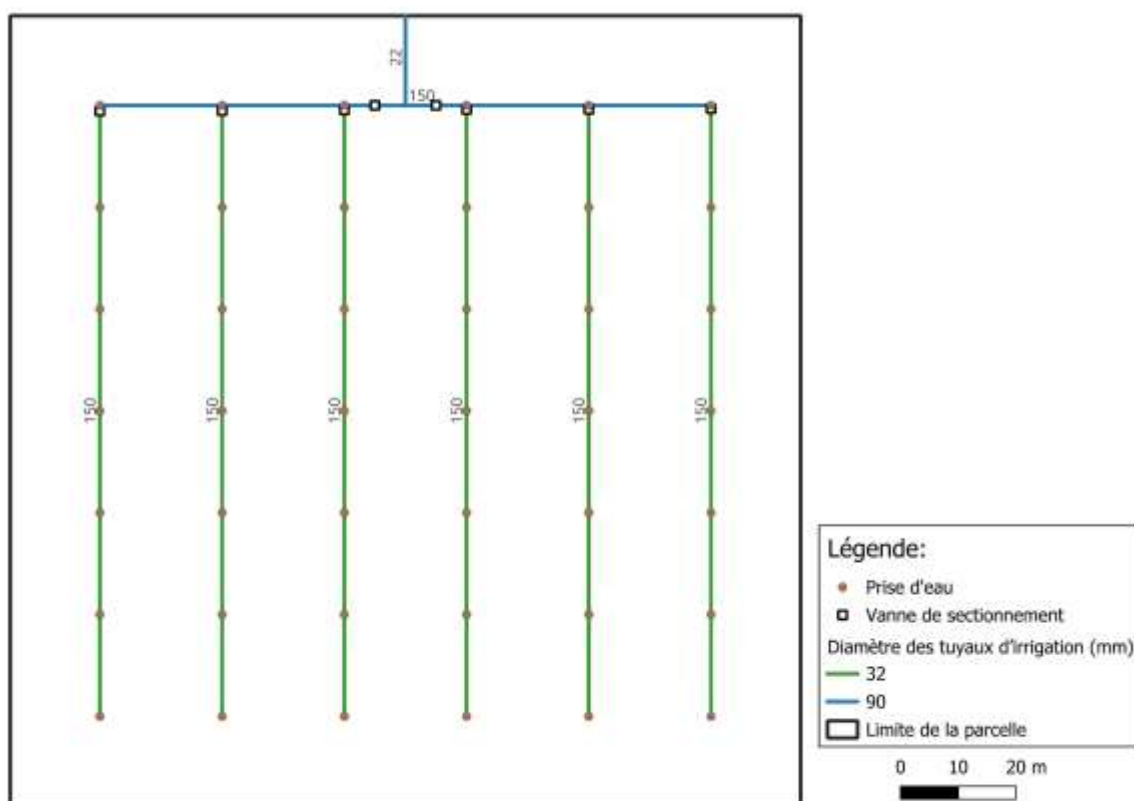 22
150
150
150
150
150
150
150
Légende:
Prise d'eau
Vanne de sectionnement
Diamètre des tuyaux d'irrigation (mm)
32
90
Limite de la parcelle
0 10 20 m